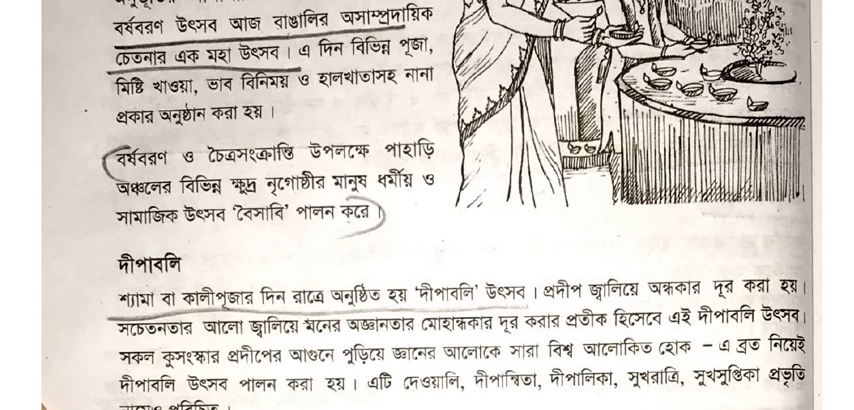 বর্ষবরণ উৎসব আজ বাঙালির অসাম্প্রদায়িক
চেতনার এক মহা উৎসব। এ দিন বিভিন্ন পূজা,
মিষ্টি খাওয়া, ভাব বিনিময় ও হালখাতাসহ নানা
প্রকার অনুষ্ঠান করা হয়।
বর্ষবরণ ও চৈত্রসংক্রান্তি উপলক্ষে পাহাড়ি
অঞ্চলের বিভিন্ন ক্ষুদ্র নৃগোষ্ঠীর মানুষ ধর্মীয় ও
সামাজিক উৎসব ‘বৈসাবি’ পালন করে।
দীপাবলি
শ্যামা বা কালীপূজার দিন রাত্রে অনুষ্ঠিত হয় ‘দীপাবলি’ উৎসব। প্রদীপ জ্বালিয়ে অন্ধকার দূর করা হয়।
সচেতনতার আলো জ্বালিয়ে মনের অজ্ঞানতার মোহান্ধকার দূর করার প্রতীক হিসেবে এই দীপাবলি উৎসব।
সকল কুসংস্কার প্রদীপের আগুনে পুড়িয়ে জ্ঞানের আলোকে সারা বিশ্ব আলোকিত হোক – এ ব্রত নিয়েই
দীপাবলি উৎসব পালন করা হয়। এটি দেওয়ালি, দীপান্বিতা, দীপালিকা, সুখরাত্রি, সুখসুপ্তিকা প্রভৃতি
নামেও পরিচিত।